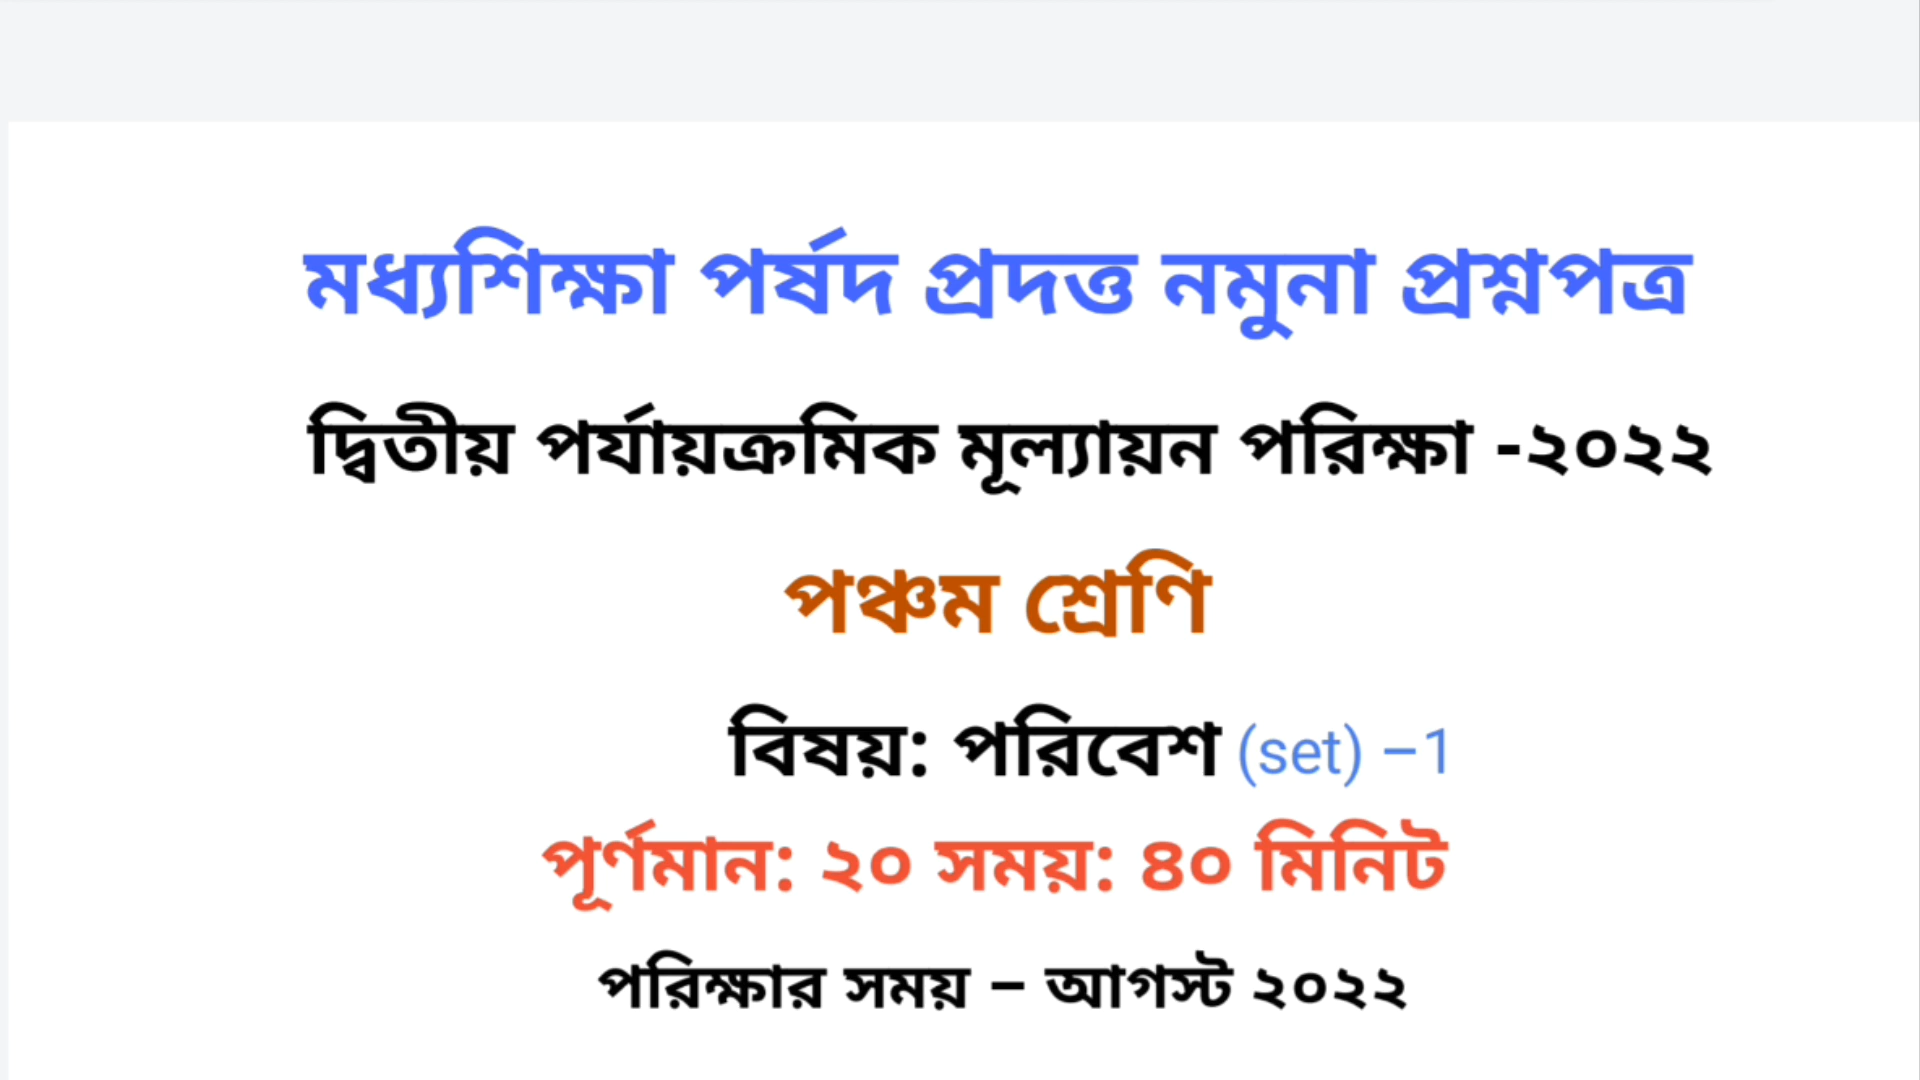 মধ্যশিক্ষা পর্ষদ প্রদত্ত নমুনা প্রশ্নপত্র
দ্বিতীয় পর্যায়ক্রমিক মূল্যায়ন পরিক্ষা -২০২২
পঞ্চম শ্রেণি
বিষয়: পরিবেশ (set) –1
পূর্ণমান: ২০ সময়: ৪০ মিনিট
পরিক্ষার সময় – আগস্ট ২০২২